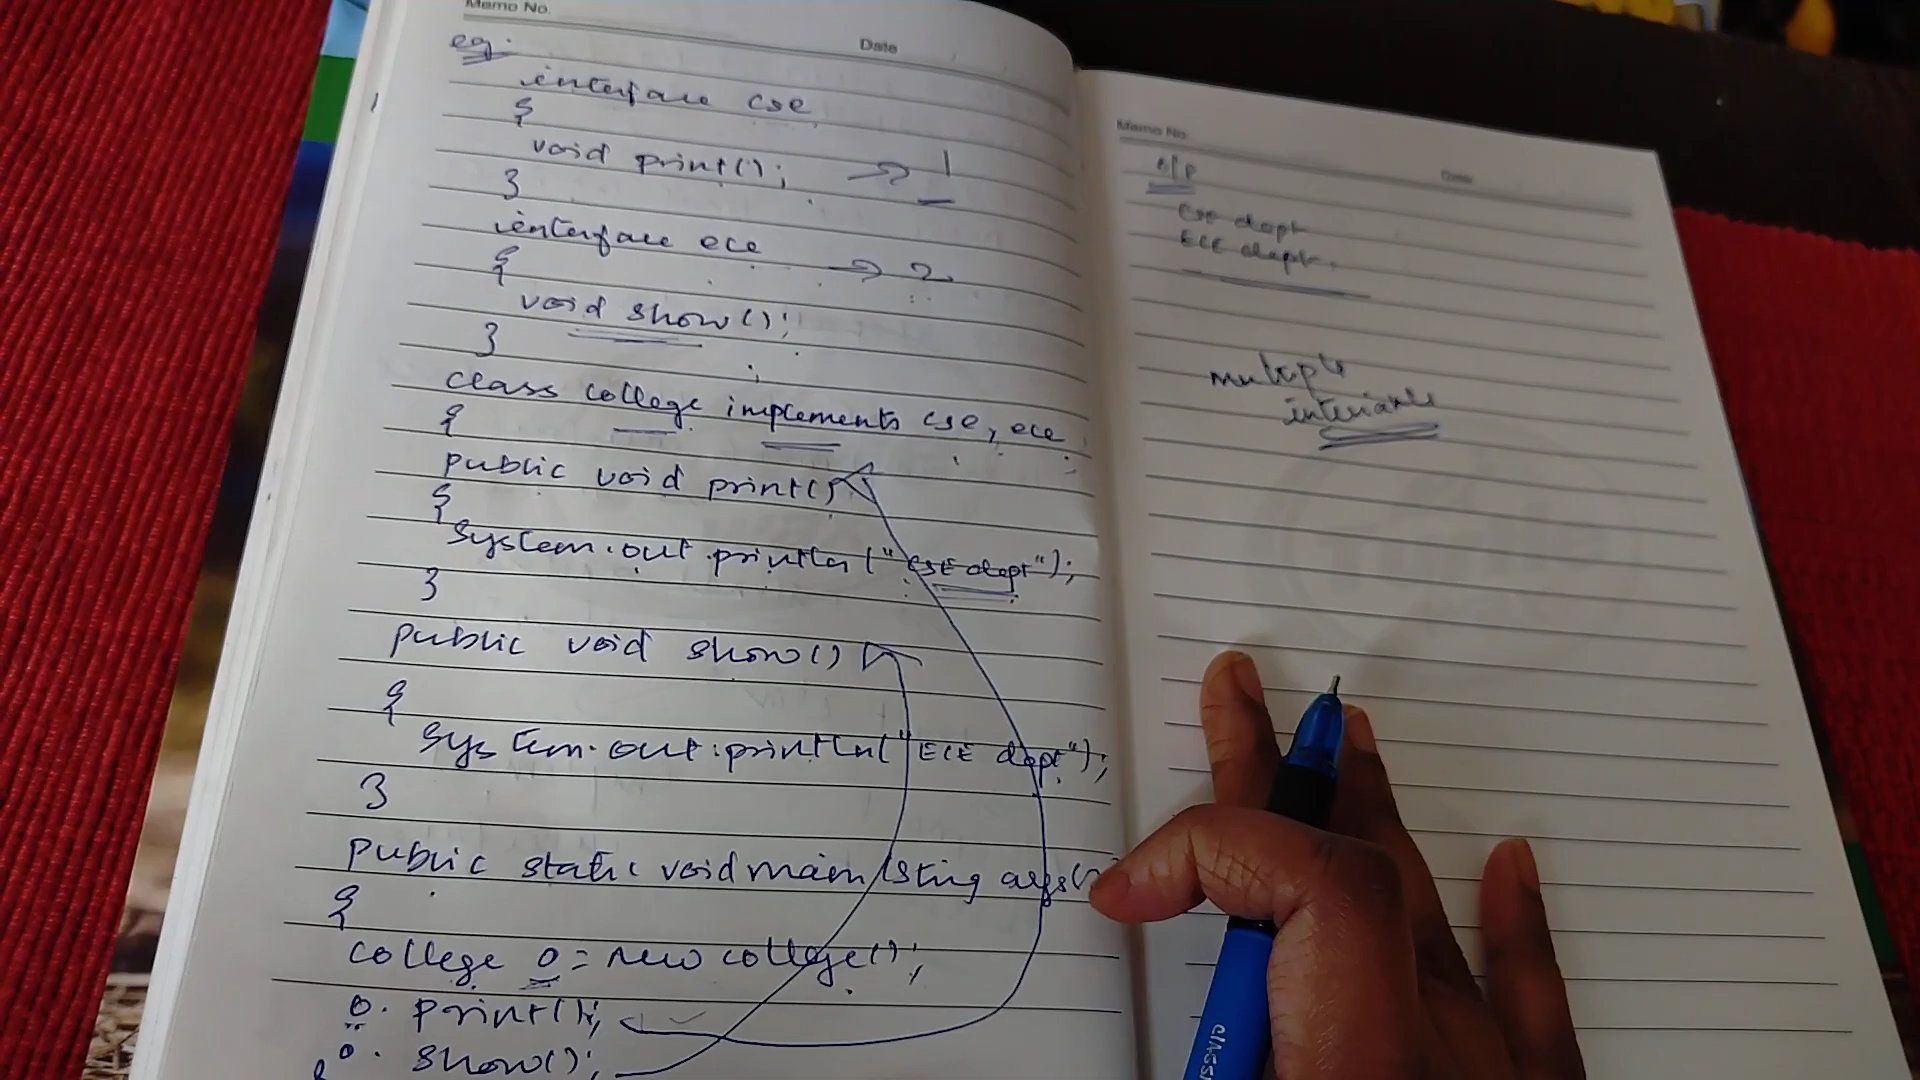 Memo No.
Date
eg.
interface cse
{
void print(); → 1
}
interface ece → 2
{
void show();
}
class college implements cse, ece
{
public void print()
{
System.out.println("CSE dept");
}
public void show()
{
System.out.println("ECE dept");
}
public static void main(String args[
{
college o = new college();
o. print();
o. show();
Memo No.
Date
o/p
CSE dept
ECE dept.
multiple